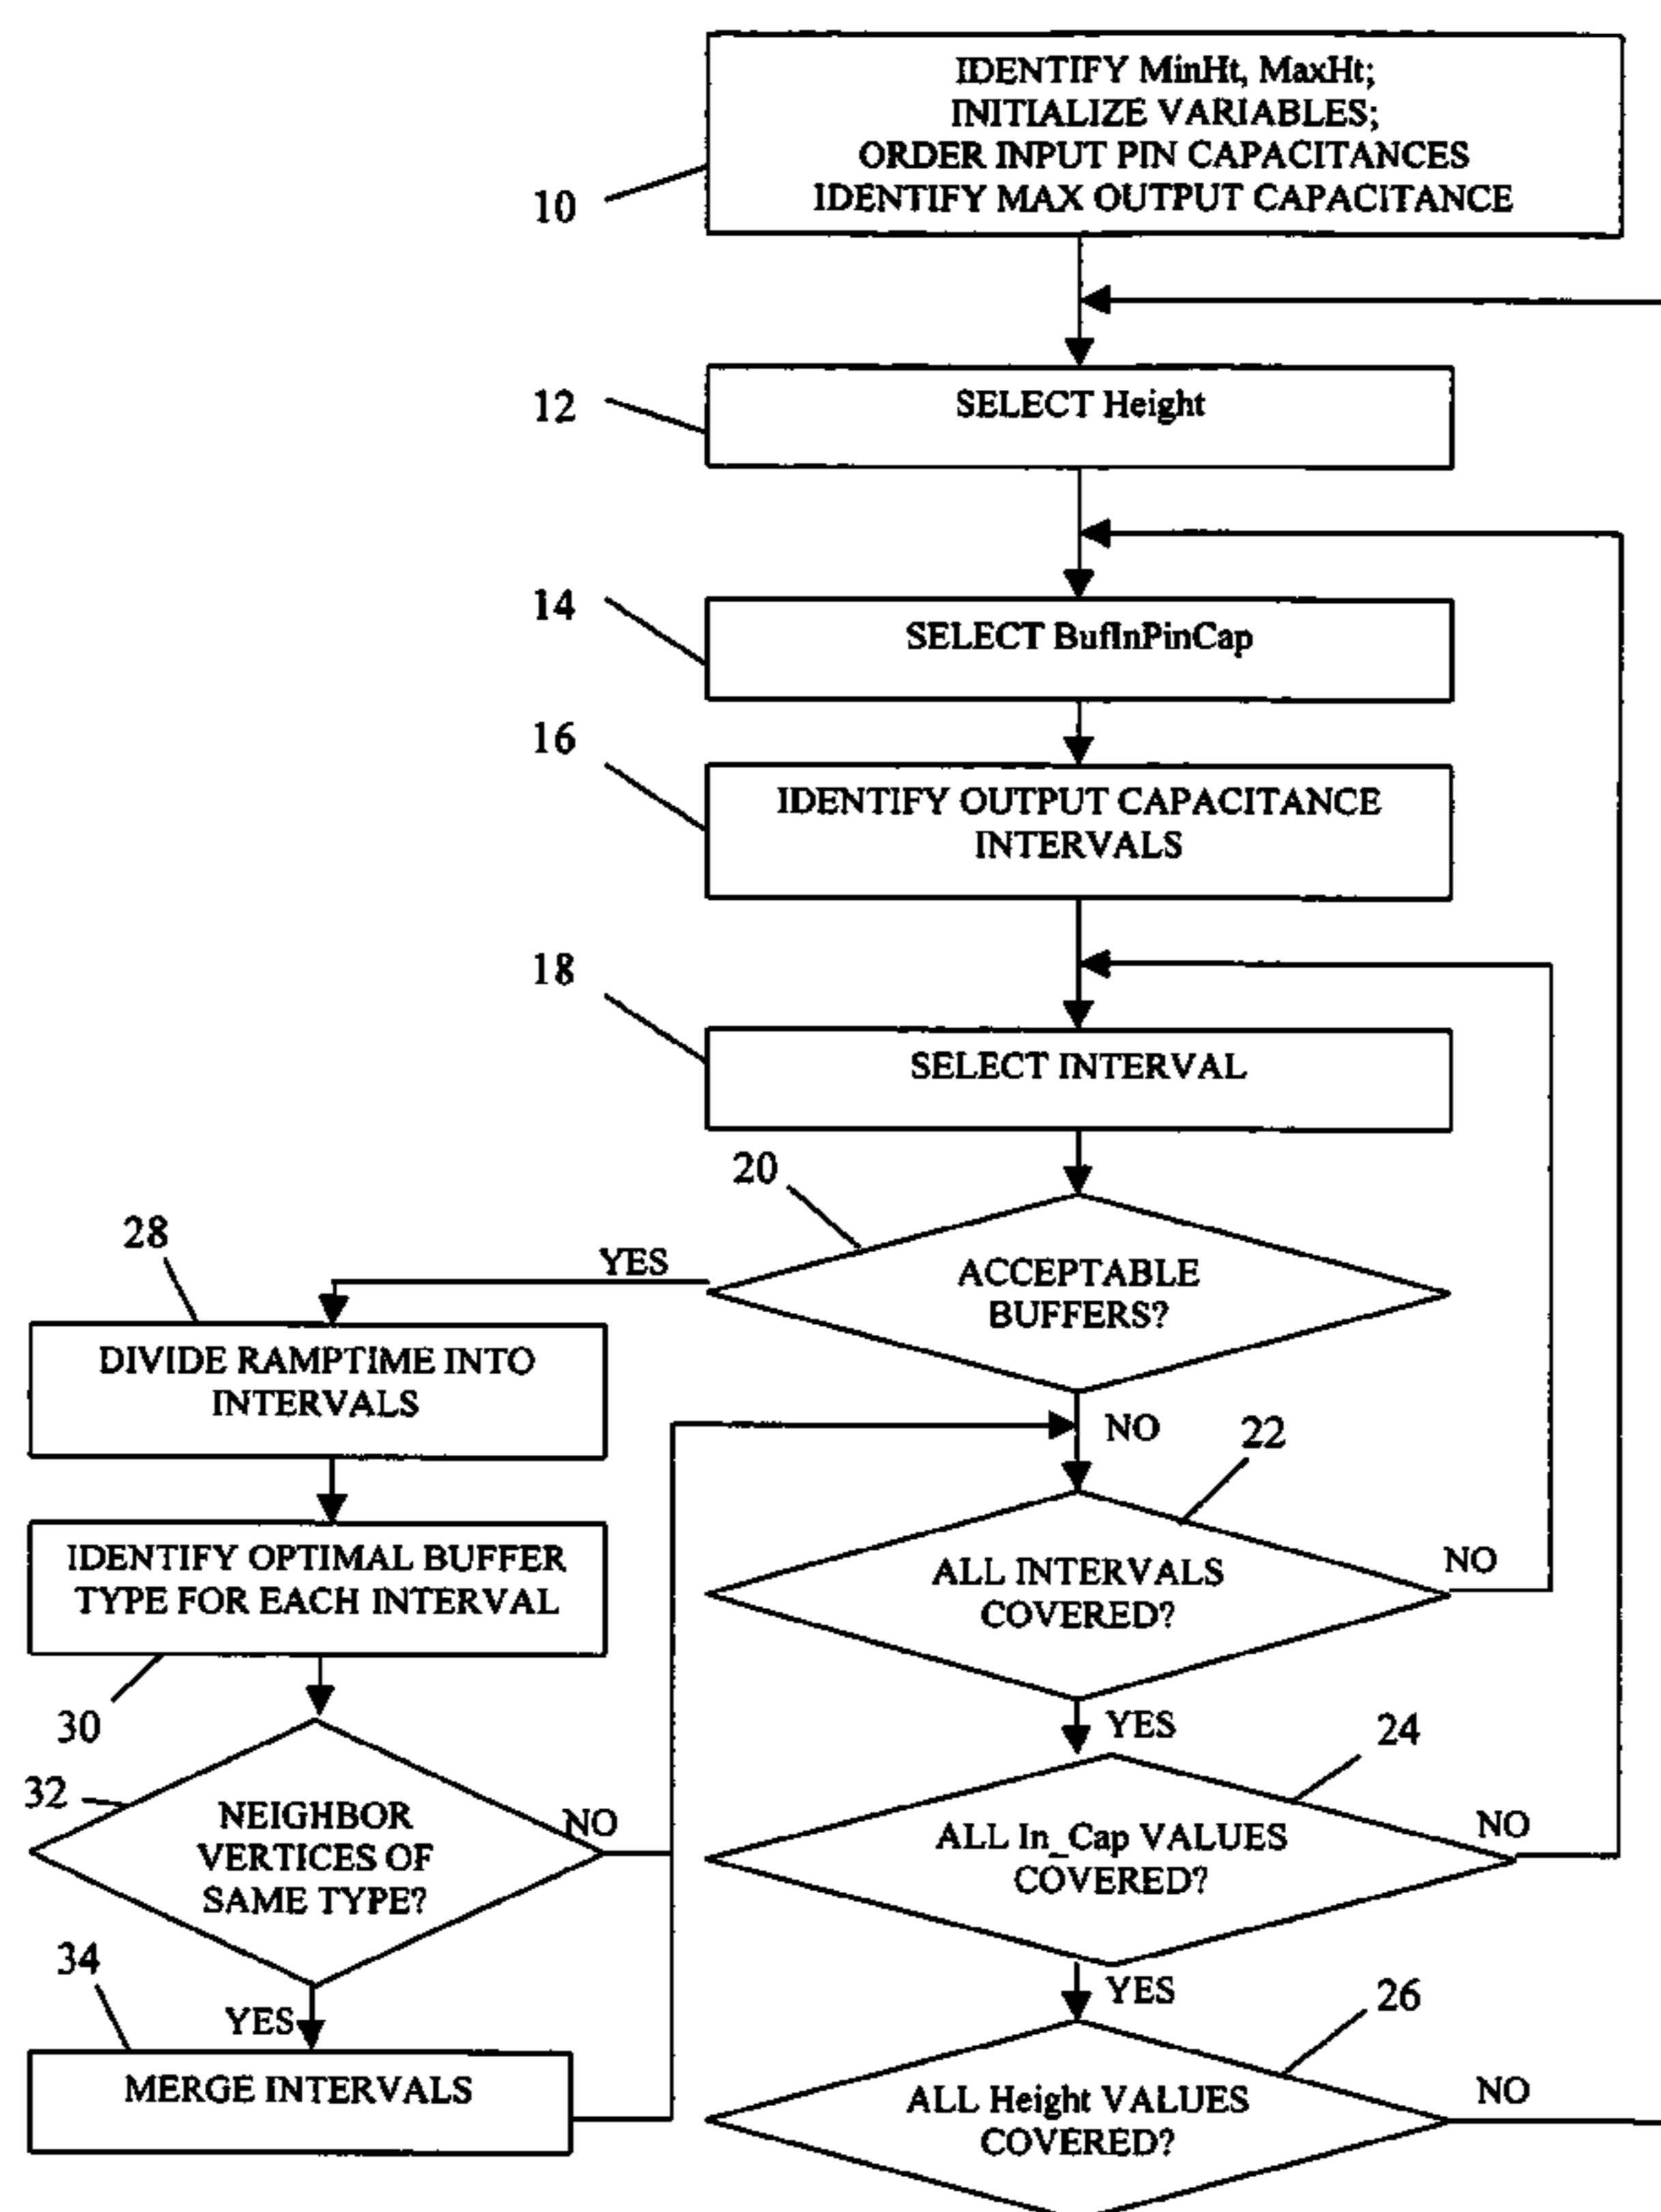 IDENTIFY MinHt, MaxHt;
INITIALIZE VARIABLES;
ORDER INPUT PIN CAPACITANCES
IDENTIFY MAX OUTPUT CAPACITANCE
10
12
SELECT Height
14
SELECT BufInPinCap
16
IDENTIFY OUTPUT CAPACITANCE
INTERVALS
18
SELECT INTERVAL
20
ACCEPTABLE
BUFFERS?
YES
NO
28
DIVIDE RAMPTIME INTO
INTERVALS
22
ALL INTERVALS
COVERED?
NO
YES
IDENTIFY OPTIMAL BUFFER
TYPE FOR EACH INTERVAL
30
32
NEIGHBOR
VERTICES OF
SAME TYPE?
NO
YES
24
ALL In_Cap VALUES
COVERED?
NO
YES
34
MERGE INTERVALS
26
ALL Height VALUES
COVERED?
NO